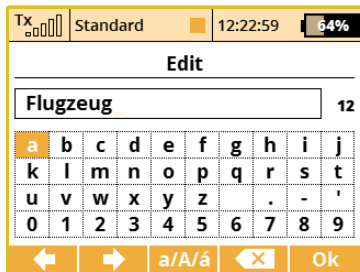 Tx Standard 12:22:59 64%
Edit
Flugzeug_ 12
a b c d e f g h i j
k l m n o p q r s t
u v w x y z . - '
0 1 2 3 4 5 6 7 8 9
a/A/á Ok